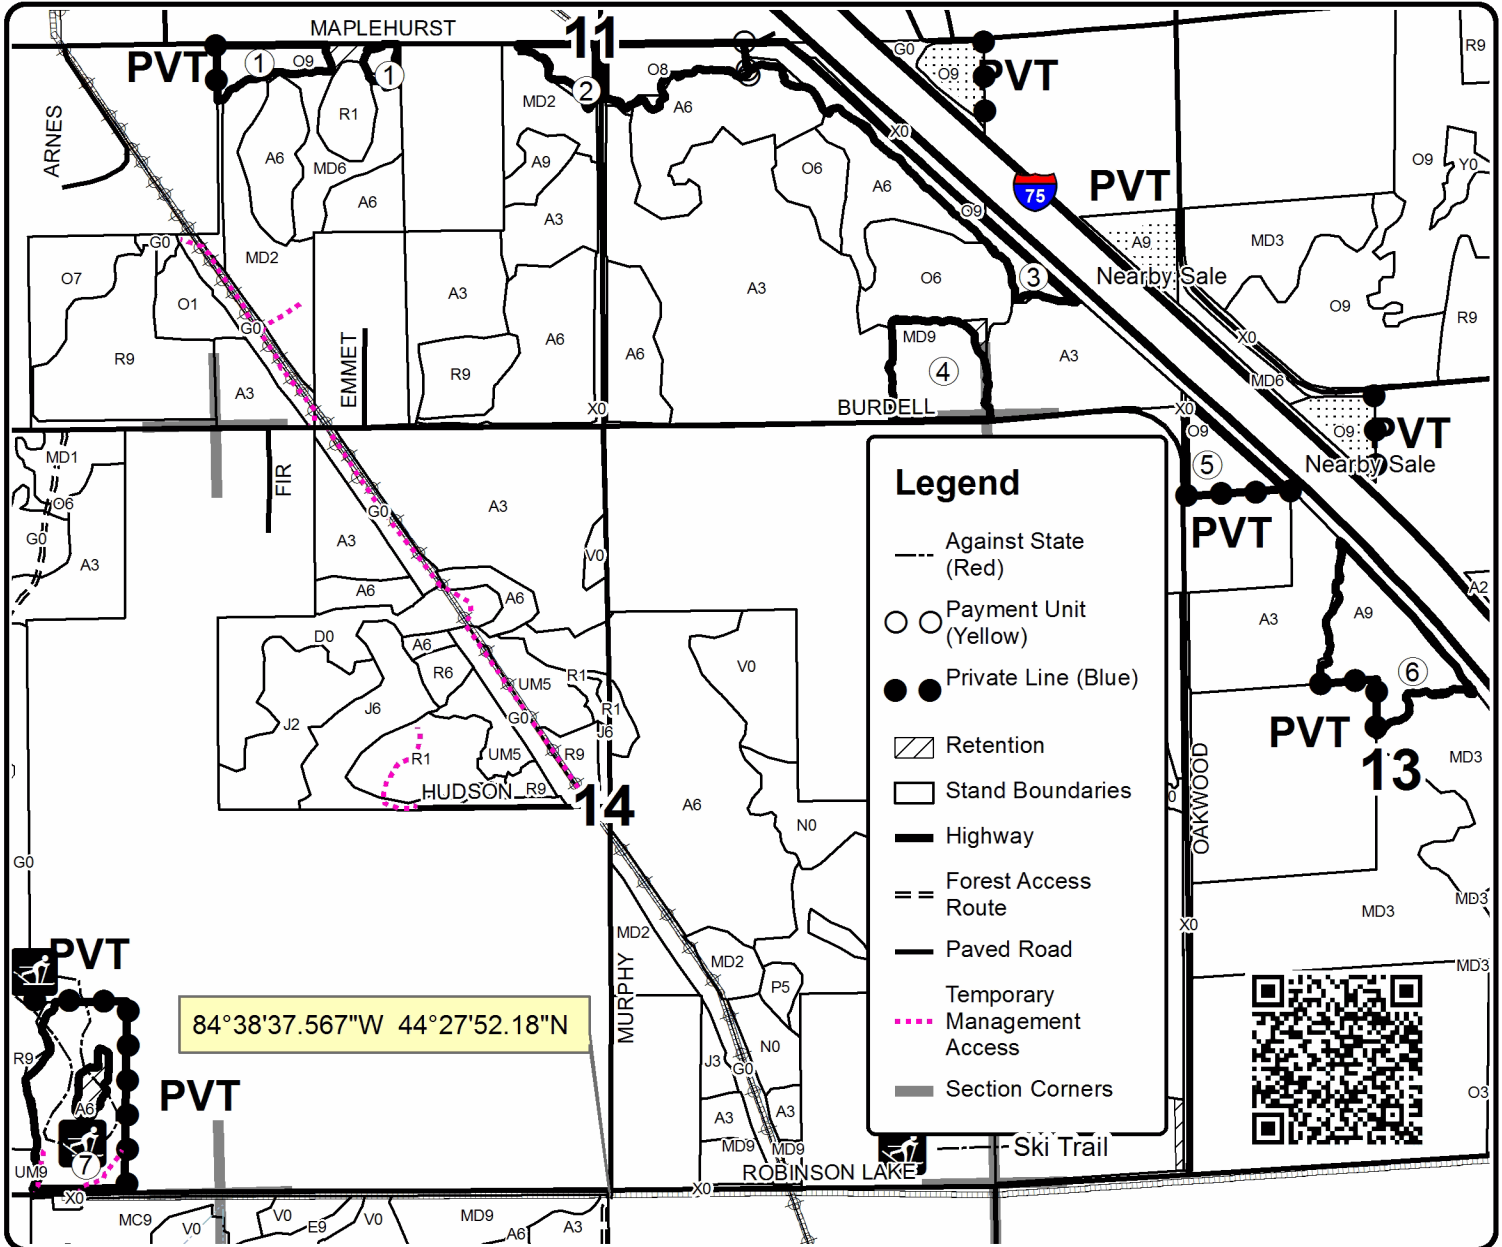 MAPLEHURST
11
PVT
1
O9
1
O8
G0
O9
PVT
R9
ARNES
R1
MD2
2
A6
X0
A6
MD6
A9
O6
A6
O9
Y0
A6
75
PVT
A3
O9
G0
MD2
A9
MD3
O7
O6
3
Nearby Sale
O1
A3
A3
O9
G0
R9
EMMET
A6
A6
MD9
A3
X0
R9
R9
4
MD6
A3
X0
BURDELL
X0
O9
O9
PVT
MD1
FIR
5
Nearby Sale
O6
G0
A3
PVT
G0
A3
V0
A3
A6
A6
A2
A3
A9
D0
A6
R6
UM5
R1
V0
6
J2
J6
G0
R1
J6
PVT
R1
UM5
R9
13
MD3
HUDSON
R9
14
A6
N0
0
OAKWOOD
G0
MD3
MD3
X0
MD2
PVT
MD2
MD3
P5
84°38'37.567"W 44°27'52.18"N
MURPHY
R9
J3
G0
N0
PVT
A6
A3
A3
O3
7
UM9
MD9
MD9
ROBINSON LAKE
X0
X0
MC9
V0
V0
E9
V0
MD9
A6
A3
Legend
Against State
(Red)
Payment Unit
(Yellow)
Private Line (Blue)
Retention
Stand Boundaries
Highway
Forest Access
Route
Paved Road
Temporary
Management
Access
Section Corners
Ski Trail